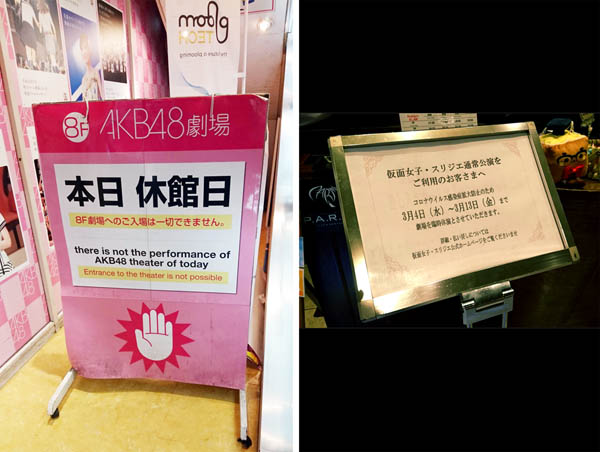 moog
TECH
8F AKB48劇場
本日 休館日
8F劇場へのご入場は一切できません。
there is not the performance of
AKB48 theater of today
Entrance to the theater is not possible
AKB
48
P.A.R.
仮面女子・スリジエ通常公演を
ご利用のお客さまへ
コロナウイルス感染症拡大防止のため
3月4日（水）〜3月13日（金）まで
劇場を臨時休演とさせていただきます。
詳細・払い戻しについては
仮面女子・スリジエ公式ホームページをご覧くださいませ